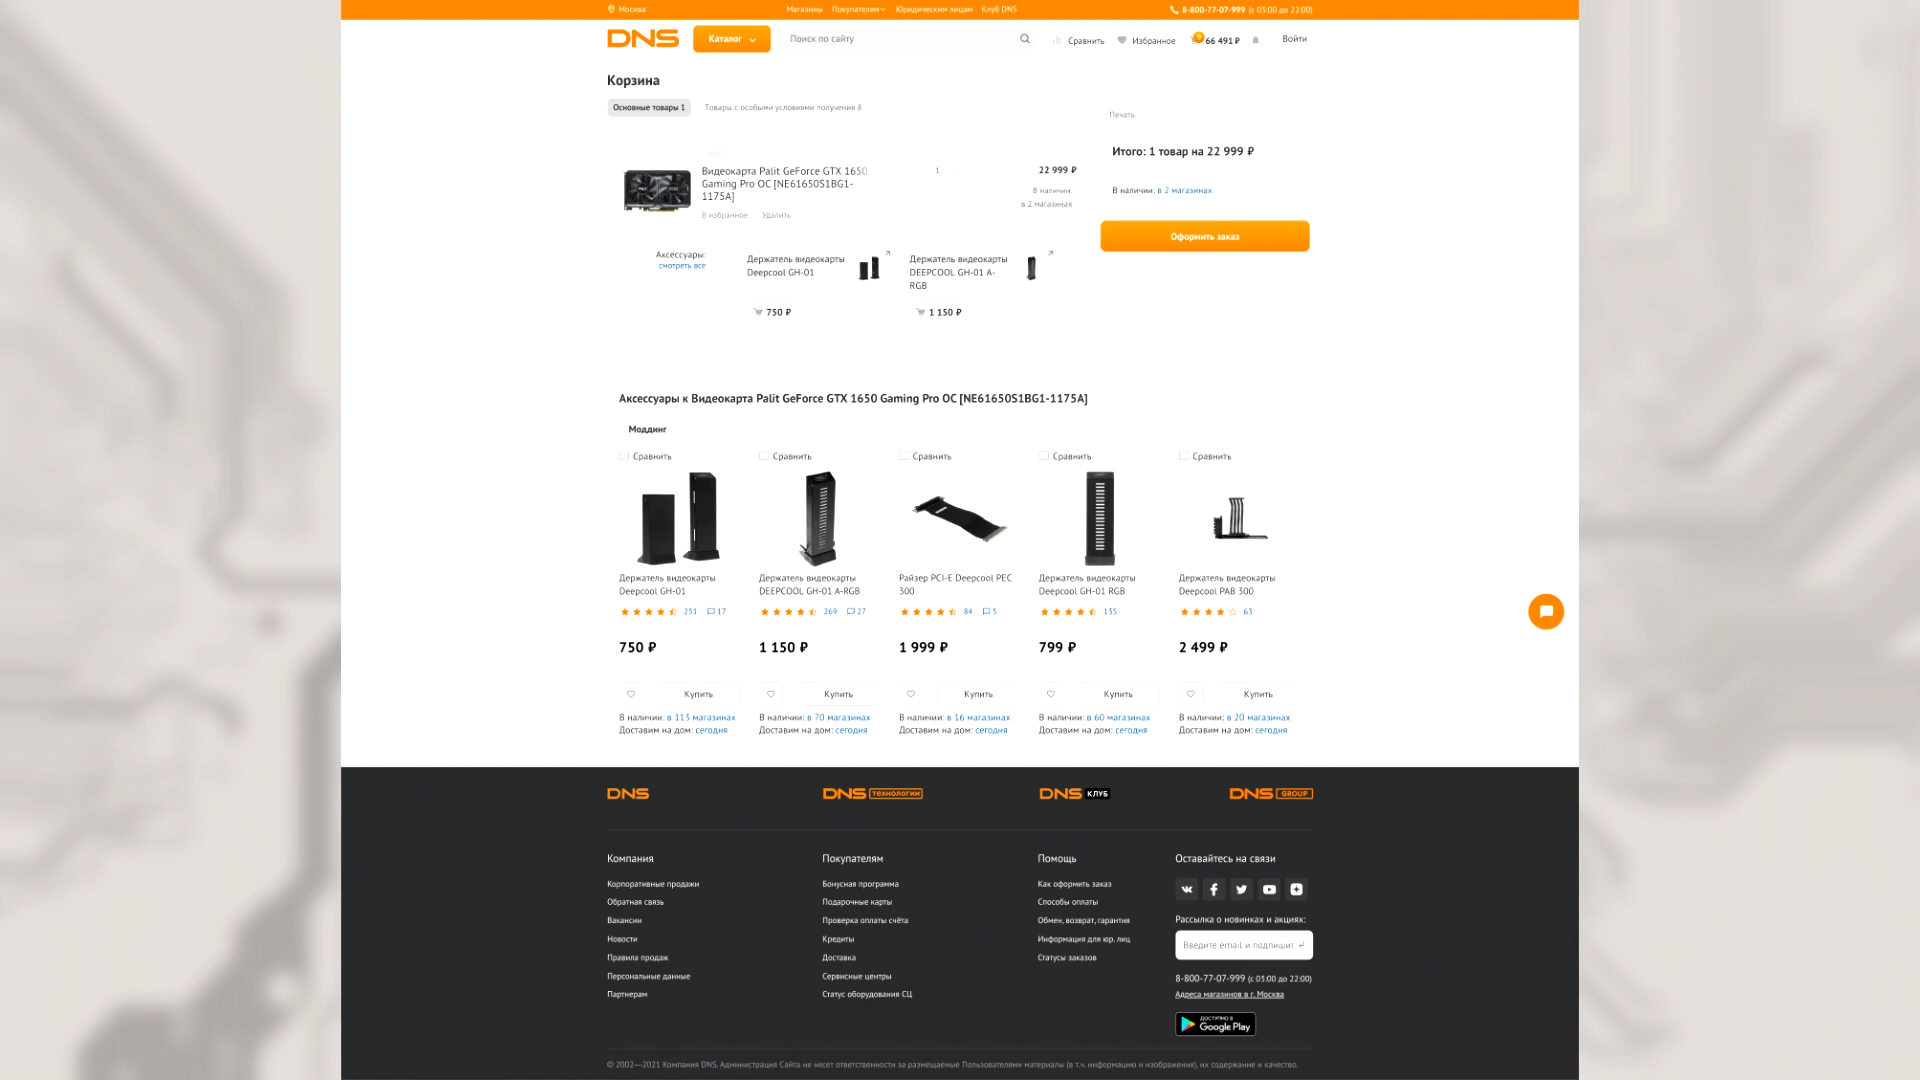 Москва
Магазины Покупателям Юридическим лицам Клуб DNS
8-800-77-07-999 (с 03:00 до 22:00)
DNS
Каталог
Поиск по сайту
Сравнить
Избранное
9
66 491 ₽
Войти
Корзина
Основные товары 1
Товары с особыми условиями получения 8
Печать
Итого: 1 товар на 22 999 ₽
В наличии: в 2 магазинах
Оформить заказ
Видеокарта Palit GeForce GTX 1650
Gaming Pro OC [NE61650S1BG1-
1175A]
1
22 999 ₽
В наличии:
в 2 магазинах
В избранное Удалить
Аксессуары:
смотреть все
Держатель видеокарты
Deepcool GH-01
750 ₽
Держатель видеокарты
DEEPCOOL GH-01 A-
RGB
1 150 ₽
Аксессуары к Видеокарта Palit GeForce GTX 1650 Gaming Pro OC [NE61650S1BG1-1175A]
Моддинг
Сравнить
Держатель видеокарты
Deepcool GH-01
251 17
750 ₽
Купить
В наличии: в 113 магазинах
Доставим на дом: сегодня
Сравнить
Держатель видеокарты
DEEPCOOL GH-01 A-RGB
269 27
1 150 ₽
Купить
В наличии: в 70 магазинах
Доставим на дом: сегодня
Сравнить
Райзер PCI-E Deepcool PEC
300
84 5
1 999 ₽
Купить
В наличии: в 16 магазинах
Доставим на дом: сегодня
Сравнить
Держатель видеокарты
Deepcool GH-01 RGB
135
799 ₽
Купить
В наличии: в 60 магазинах
Доставим на дом: сегодня
Сравнить
Держатель видеокарты
Deepcool PAB 300
63
2 499 ₽
Купить
В наличии: в 20 магазинах
Доставим на дом: сегодня
DNS
DNS ТЕХНОЛОГИИ
DNS КЛУБ
DNS GROUP
Компания
Корпоративные продажи
Обратная связь
Вакансии
Новости
Правила продаж
Персональные данные
Партнерам
Покупателям
Бонусная программа
Подарочные карты
Проверка оплаты счёта
Кредиты
Доставка
Сервисные центры
Статус оборудования СЦ
Помощь
Как оформить заказ
Способы оплаты
Обмен, возврат, гарантия
Информация для юр. лиц
Статусы заказов
Оставайтесь на связи
Рассылка о новинках и акциях:
Введите email и подпишит
8-800-77-07-999 (с 03:00 до 22:00)
Адреса магазинов в г. Москва
ДОСТУПНО В
Google Play
© 2002—2021 Компания DNS. Администрация Сайта не несет ответственности за размещаемые Пользователями материалы (в т.ч. информацию и изображения), их содержание и качество.